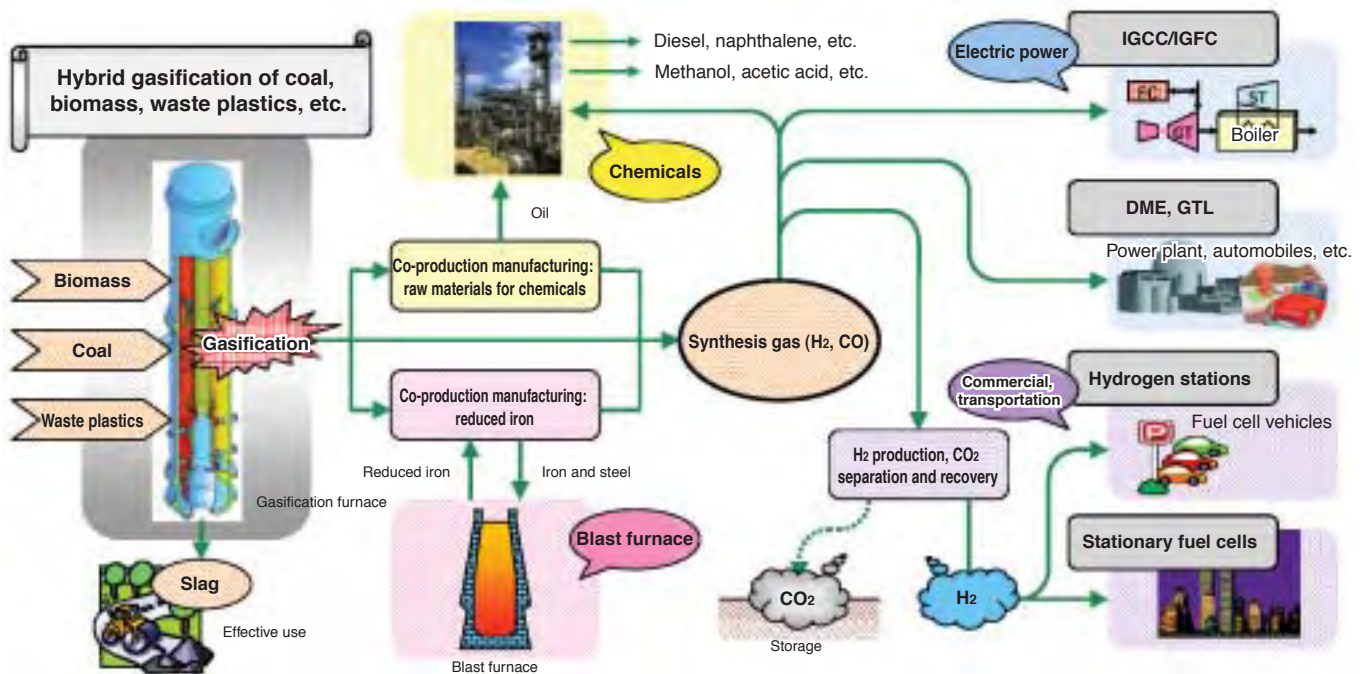 Hybrid gasification of coal,
biomass, waste plastics, etc.
Biomass
Coal
Waste plastics
Gasification
Gasification furnace
Slag
Effective use
Diesel, naphthalene, etc.
Methanol, acetic acid, etc.
Chemicals
Oil
Co-production manufacturing:
raw materials for chemicals
Co-production manufacturing:
reduced iron
Reduced iron
Iron and steel
Blast furnace
Blast furnace
Synthesis gas (H₂, CO)
Electric power
IGCC/IGFC
FC
ST
GT
Boiler
DME, GTL
Power plant, automobiles, etc.
Commercial,
transportation
Hydrogen stations
P
Fuel cell vehicles
H₂ production, CO₂
separation and recovery
CO₂
Storage
H₂
Stationary fuel cells